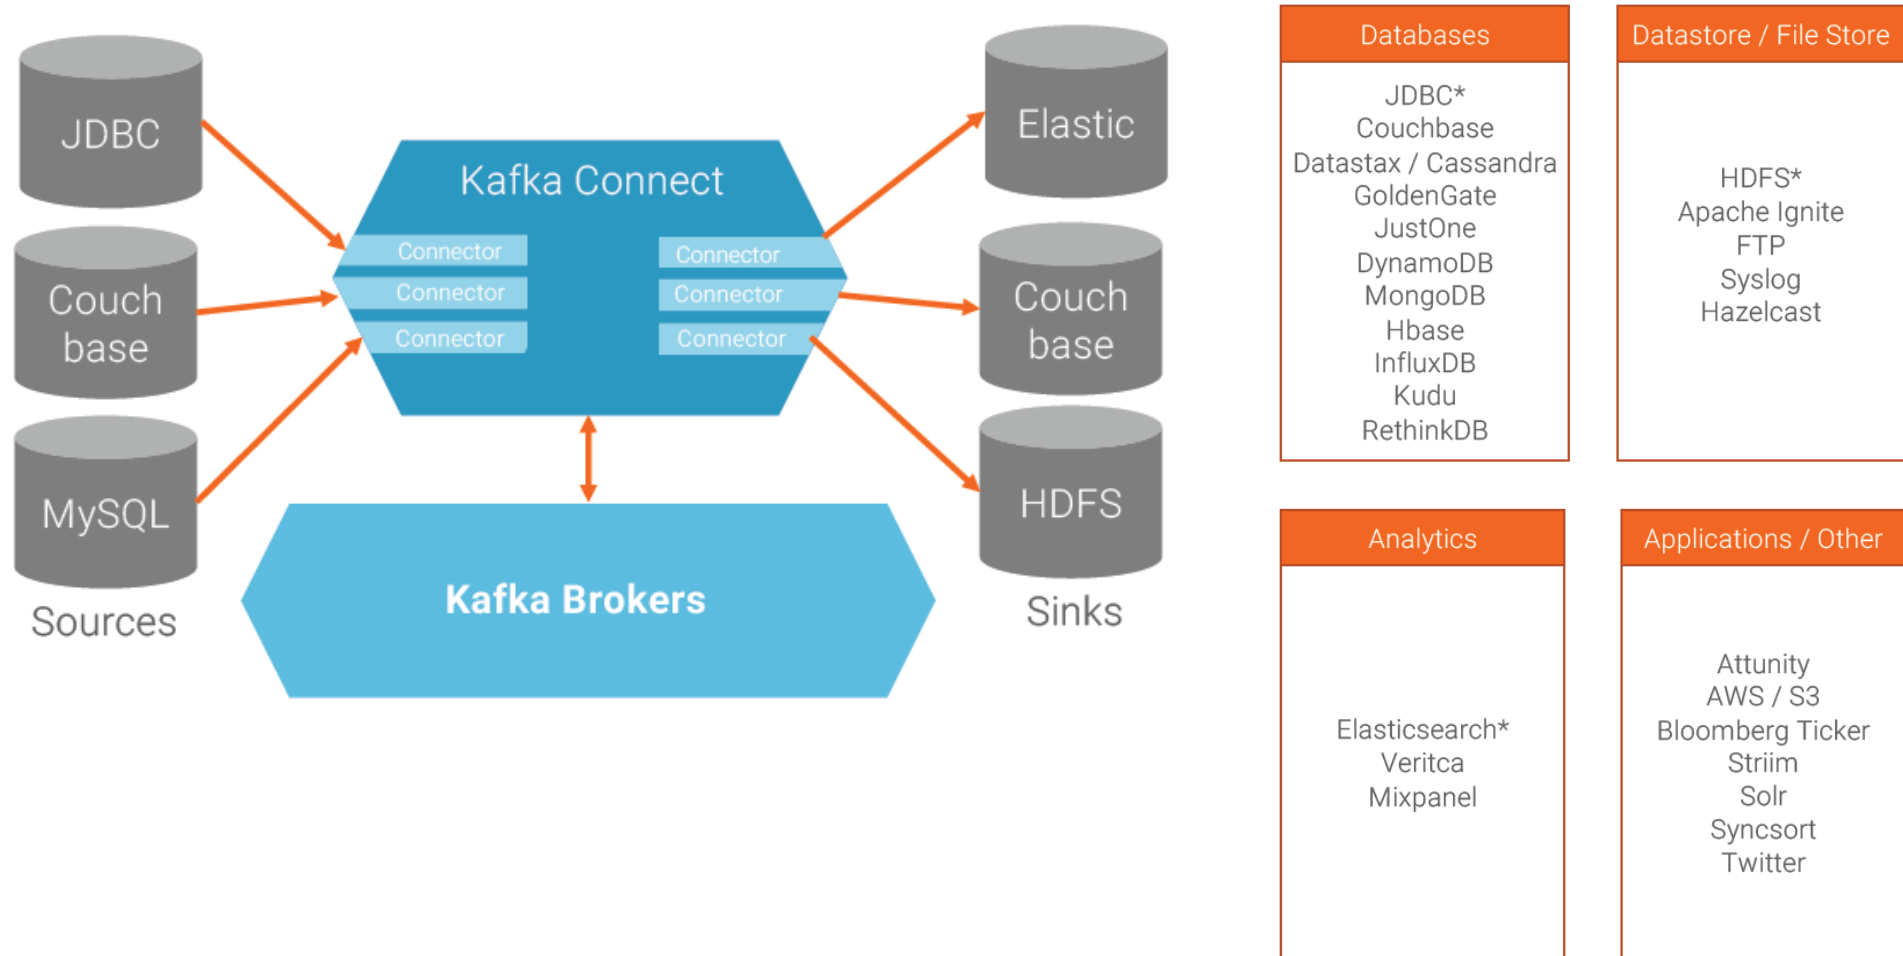 JDBC
Couch
base
MySQL
Sources
Kafka Connect
Connector
Connector
Connector
Connector
Connector
Connector
Kafka Brokers
Elastic
Couch
base
HDFS
Sinks
Databases
JDBC*
Couchbase
Datastax / Cassandra
GoldenGate
JustOne
DynamoDB
MongoDB
Hbase
InfluxDB
Kudu
RethinkDB
Datastore / File Store
HDFS*
Apache Ignite
FTP
Syslog
Hazelcast
Analytics
Elasticsearch*
Veritca
Mixpanel
Applications / Other
Attunity
AWS / S3
Bloomberg Ticker
Striim
Solr
Syncsort
Twitter